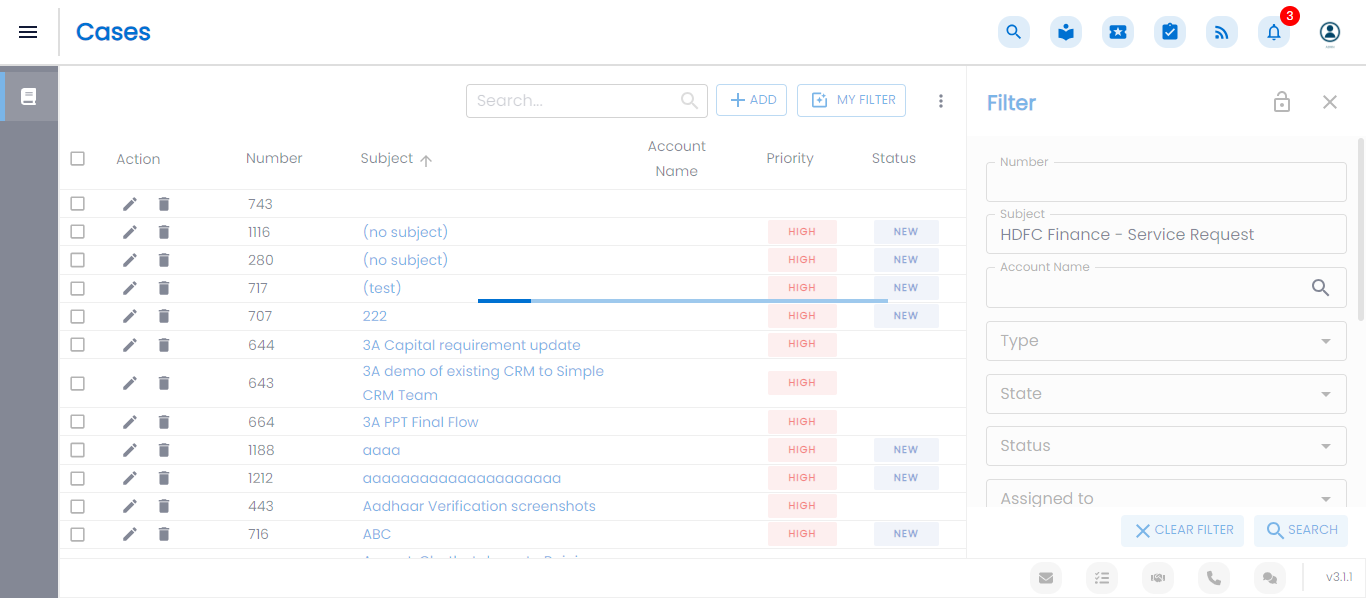 Cases
3
Search...
ADD
MY FILTER
Filter
Action
Number
Subject
Account
Name
Priority
Status
743
1116 (no subject) HIGH NEW
280 (no subject) HIGH NEW
717 (test) HIGH NEW
707 222 HIGH NEW
644 3A Capital requirement update HIGH
643 3A demo of existing CRM to Simple
CRM Team HIGH
664 3A PPT Final Flow HIGH
1188 aaaa HIGH NEW
1212 aaaaaaaaaaaaaaaaaaaaa HIGH NEW
443 Aadhaar Verification screenshots HIGH
716 ABC HIGH NEW
Number
Subject
HDFC Finance - Service Request
Account Name
Type
State
Status
Assigned to
CLEAR FILTER
SEARCH
v3.1.1